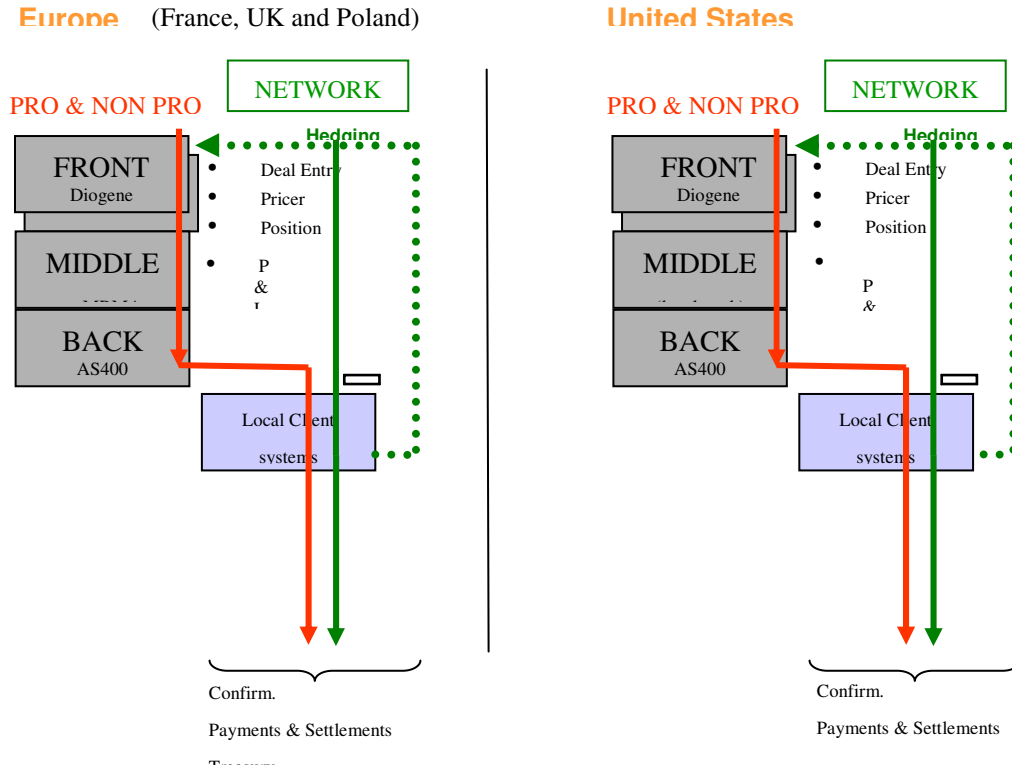 Europe (France, UK and Poland)
NETWORK
PRO & NON PRO
Hedging
FRONT
Diogene
• Deal Entry
• Pricer
• Position
MIDDLE
• P
&
BACK
AS400
Local Client
systems
Confirm.
Payments & Settlements
United States
NETWORK
PRO & NON PRO
Hedging
FRONT
Diogene
• Deal Entry
• Pricer
• Position
MIDDLE
• P
&
BACK
AS400
Local Client
systems
Confirm.
Payments & Settlements